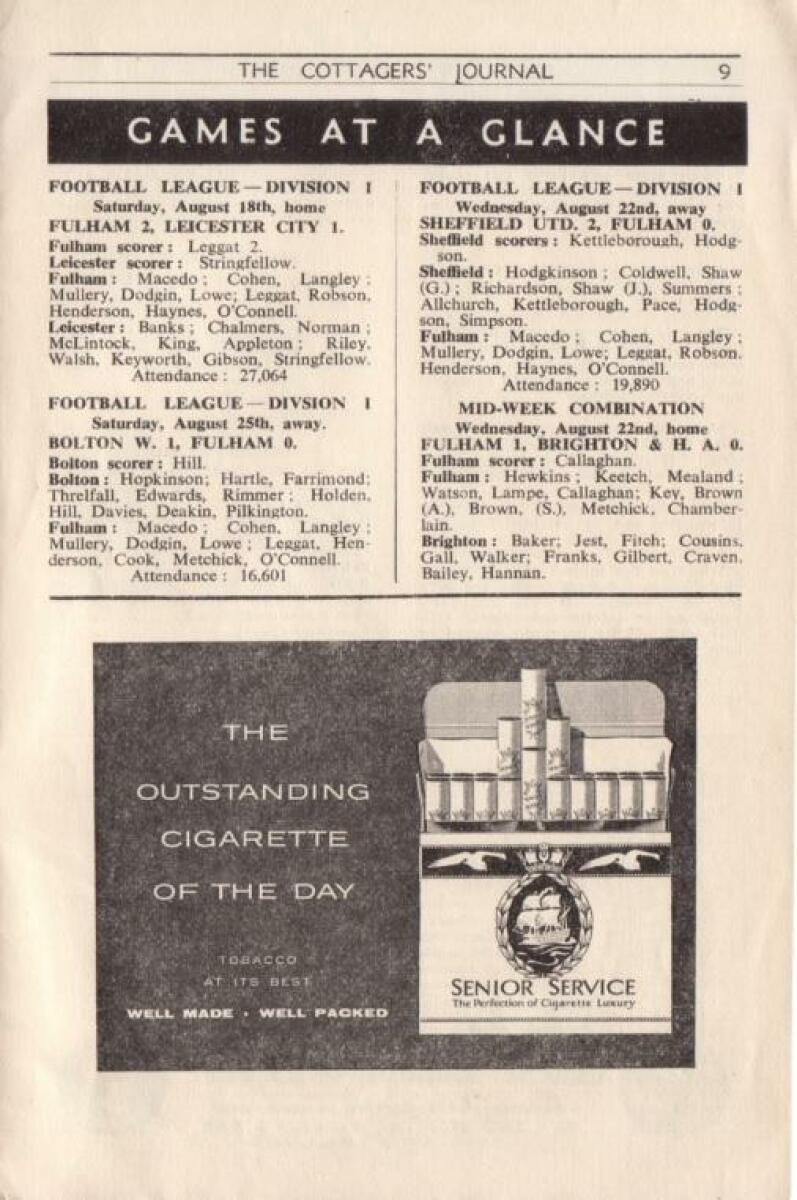 THE COTTAGERS' JOURNAL 9
GAMES AT A GLANCE
FOOTBALL LEAGUE — DIVISION 1
Saturday, August 18th, home
FULHAM 2, LEICESTER CITY 1.
Fulham scorer : Leggat 2.
Leicester scorer : Stringfellow.
Fulham : Macedo ; Cohen, Langley ;
Mullery, Dodgin, Lowe; Leggat, Robson,
Henderson, Haynes, O'Connell.
Leicester : Banks ; Chalmers, Norman ;
McLintock, King, Appleton ; Riley,
Walsh, Keyworth, Gibson, Stringfellow.
Attendance : 27,064
FOOTBALL LEAGUE — DIVSION 1
Saturday, August 25th, away.
BOLTON W. 1, FULHAM 0.
Bolton scorer : Hill.
Bolton : Hopkinson; Hartle, Farrimond;
Threlfall, Edwards, Rimmer ; Holden,
Hill, Davies, Deakin, Pilkington.
Fulham : Macedo ; Cohen, Langley ;
Mullery, Dodgin, Lowe ; Leggat, Hen-
derson, Cook, Metchick, O'Connell.
Attendance : 16,601
FOOTBALL LEAGUE — DIVISION 1
Wednesday, August 22nd, away
SHEFFIELD UTD. 2, FULHAM 0.
Sheffield scorers : Kettleborough, Hodg-
son.
Sheffield : Hodgkinson ; Coldwell, Shaw
(G.) ; Richardson, Shaw (J.), Summers ;
Allchurch, Kettleborough, Pace, Hodg-
son, Simpson.
Fulham : Macedo ; Cohen, Langley ;
Mullery, Dodgin, Lowe; Leggat, Robson.
Henderson, Haynes, O'Connell.
Attendance : 19,890
MID-WEEK COMBINATION
Wednesday, August 22nd, home
FULHAM 1, BRIGHTON & H. A. 0.
Fulham scorer : Callaghan.
Fulham : Hewkins ; Keetch, Mealand ;
Watson, Lampe, Callaghan; Key, Brown
(A.), Brown, (S.), Metchick, Chamber-
lain.
Brighton : Baker; Jest, Fitch; Cousins,
Gall, Walker; Franks, Gilbert, Craven,
Bailey, Hannan.
THE
OUTSTANDING
CIGARETTE
OF THE DAY
TOBACCO
AT ITS BEST
WELL MADE · WELL PACKED
SENIOR SERVICE
The Perfection of Cigarette Luxury